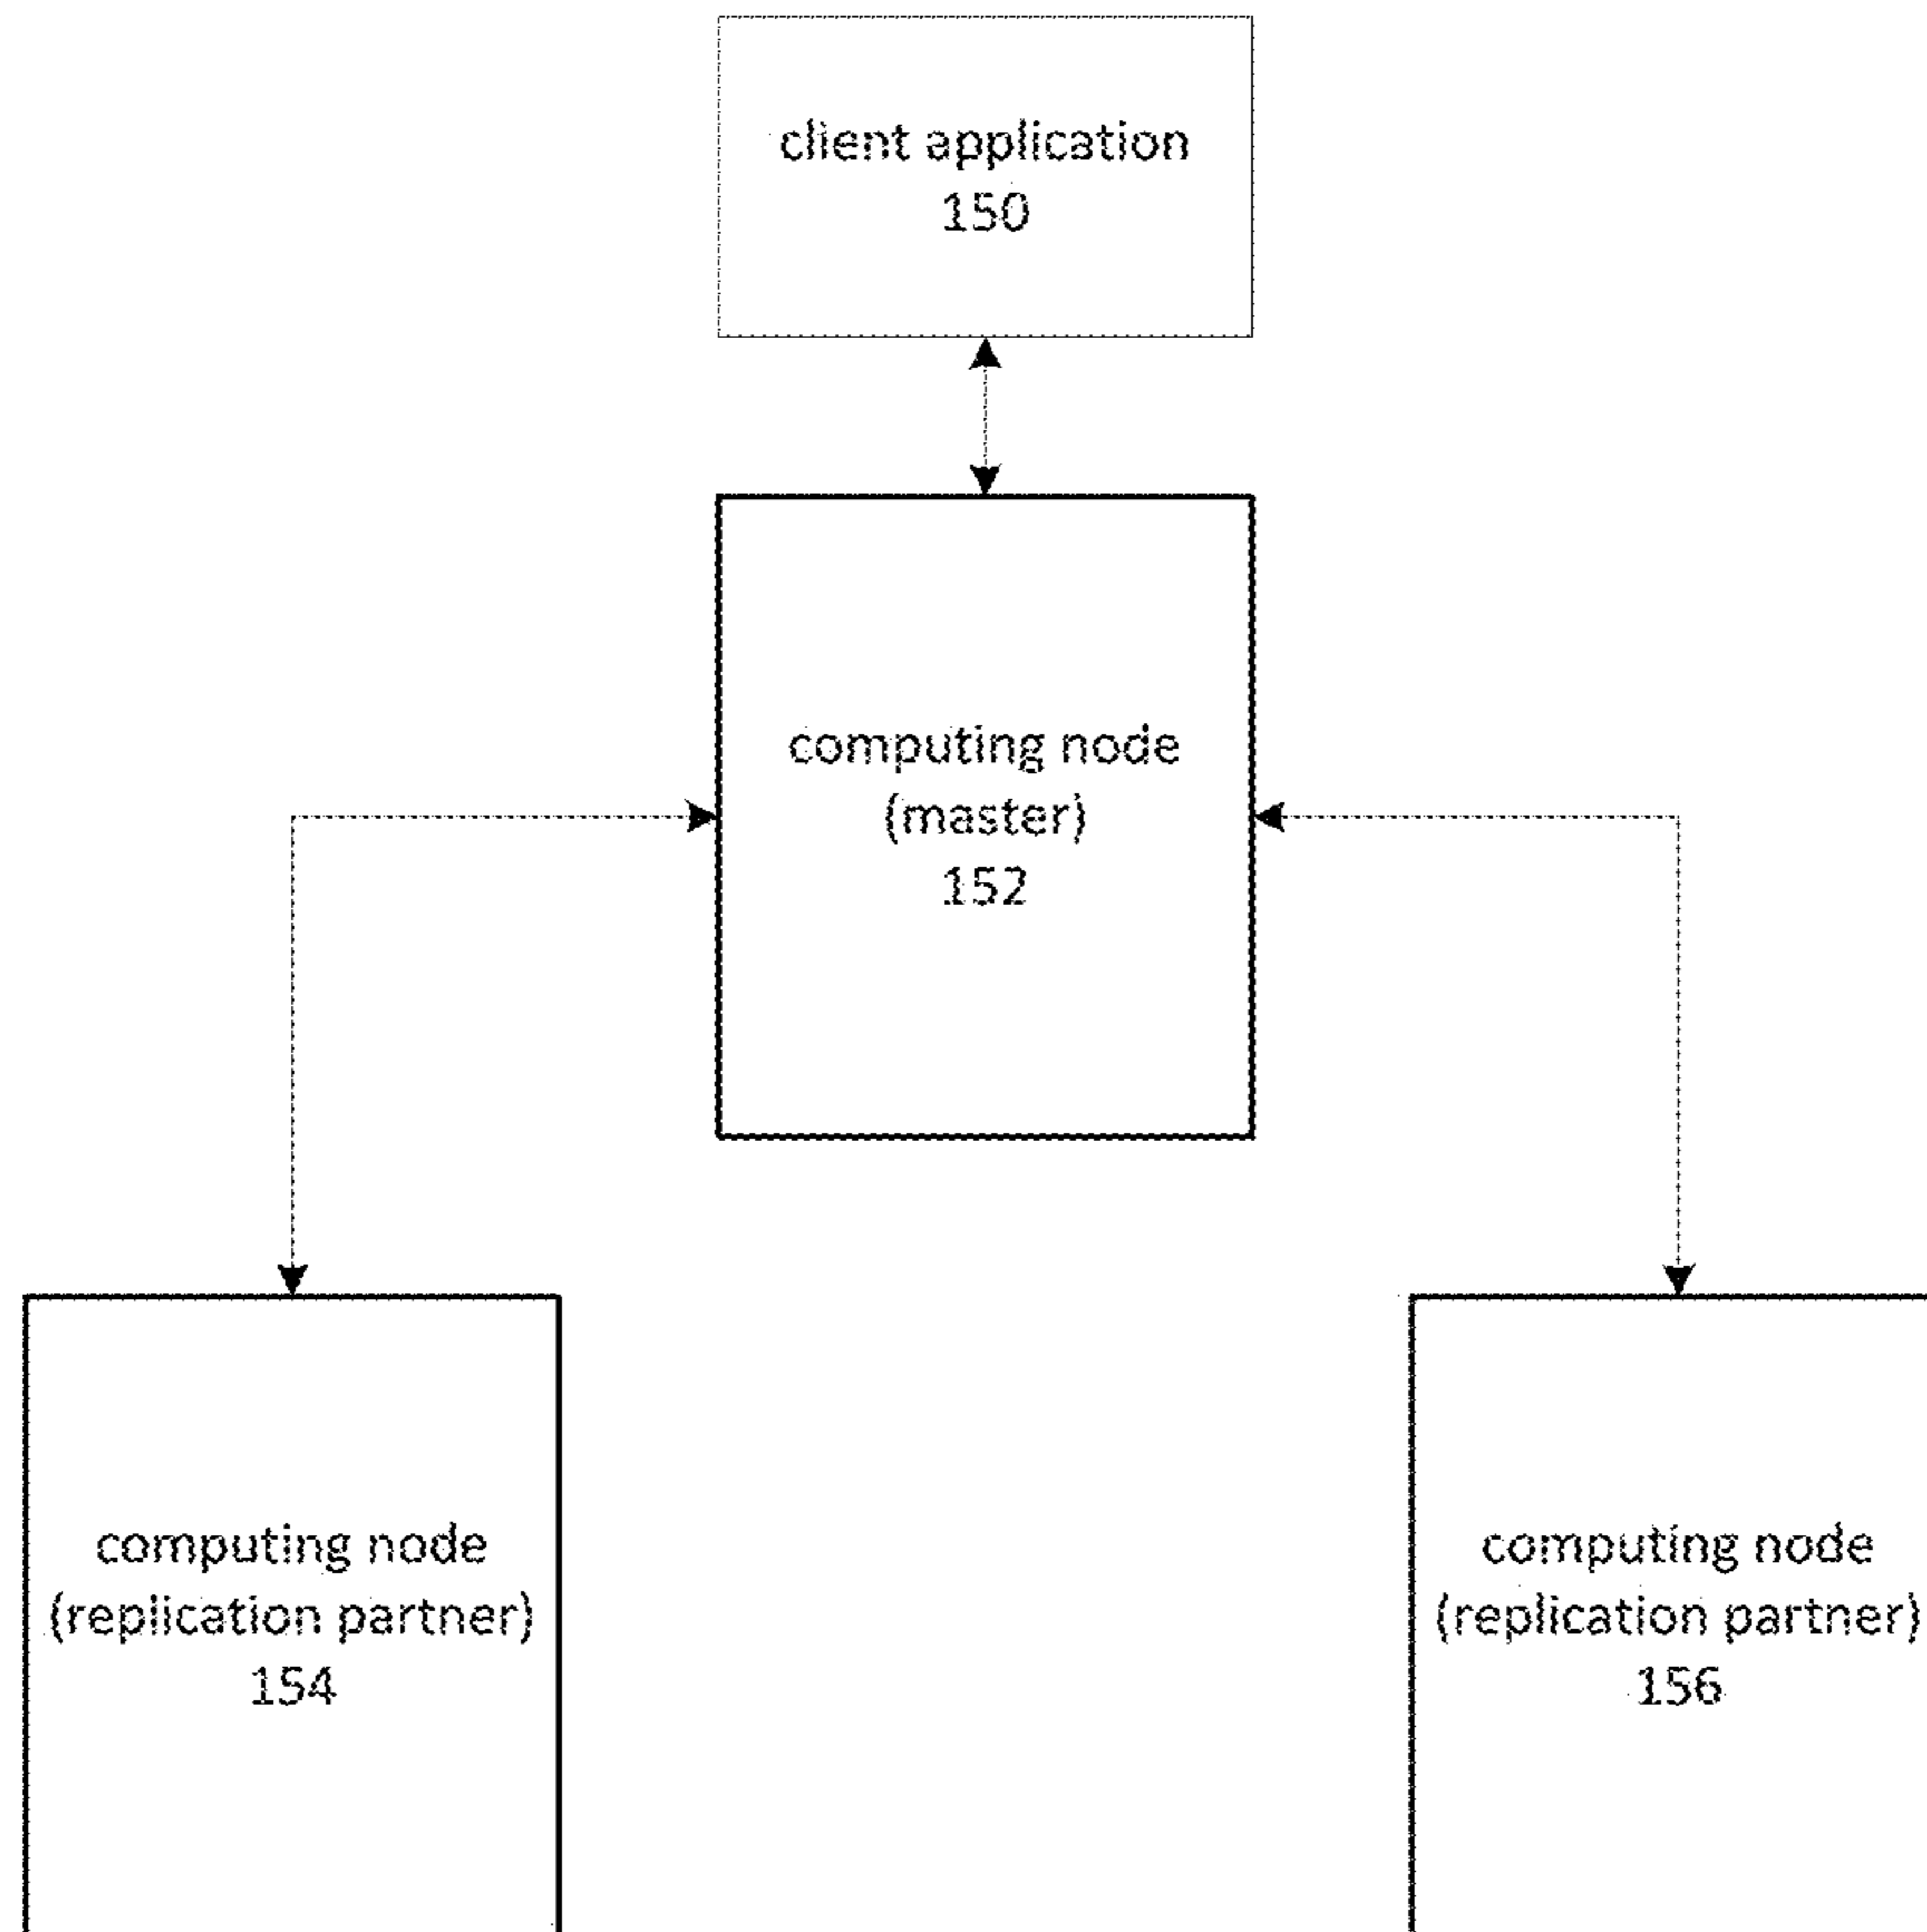 client application
150
computing node
(master)
152
computing node
(replication partner)
154
computing node
(replication partner)
156